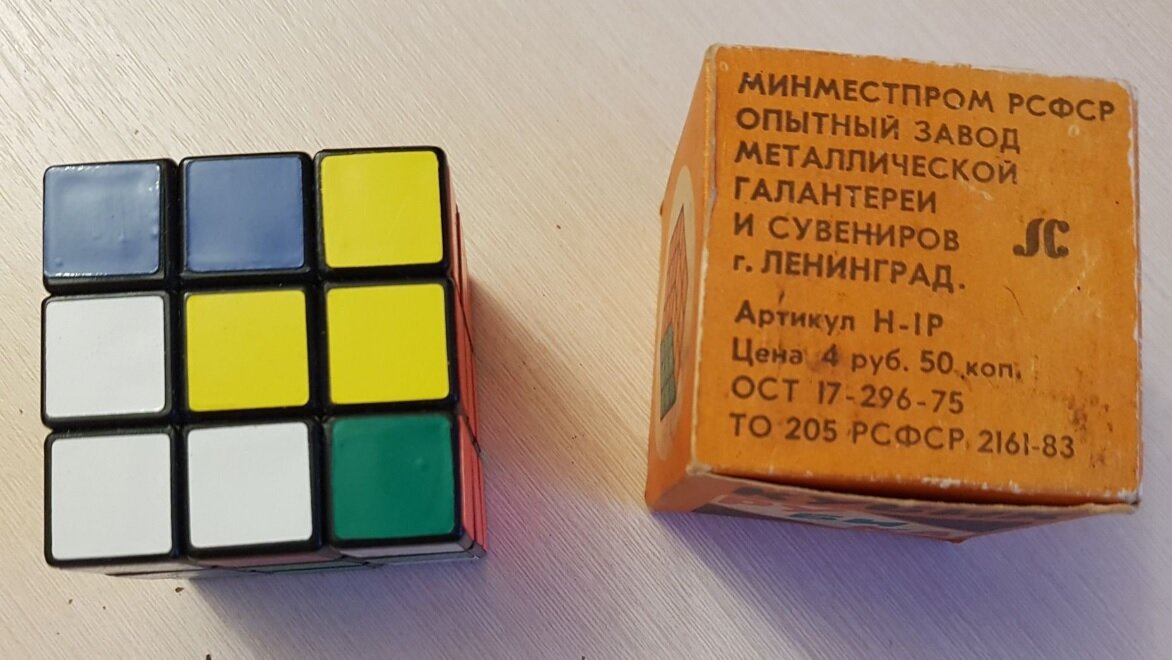 МИНМЕСТПРОМ РСФСР
ОПЫТНЫЙ ЗАВОД
МЕТАЛЛИЧЕСКОЙ
ГАЛАНТЕРЕИ
И СУВЕНИРОВ
г. ЛЕНИНГРАД.
Артикул Н-IР
Цена 4 руб. 50 коп.
ОСТ 17-296-75
ТО 205 РСФСР 2161-83